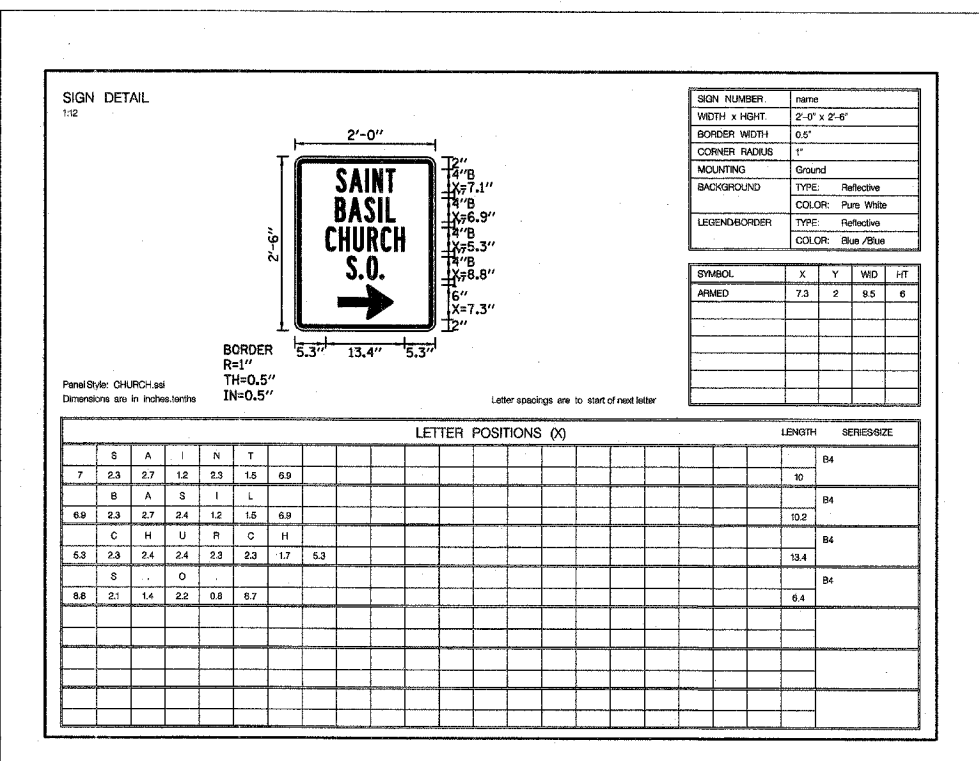 SIGN DETAIL
1:12
2'-0"
2'-6"
SAINT
BASIL
CHURCH
S.O.
2"
4"B
X=7.1"
4"B
X=6.9"
4"B
X=5.3"
4"B
X=8.8"
1"
6"
X=7.3"
2"
5.3" 13.4" 5.3"
BORDER
R=1"
TH=0.5"
IN=0.5"
Panel Style: CHURCH.ssi
Dimensions are in inches.tenths
Letter spacings are to start of next letter
SIGN NUMBER. name
WIDTH x HGHT. 2'-0" x 2'-6"
BORDER WIDTH 0.5"
CORNER RADIUS 1"
MOUNTING Ground
BACKGROUND TYPE: Reflective
COLOR: Pure White
LEGEND/BORDER TYPE: Reflective
COLOR: Blue /Blue
SYMBOL X Y WID HT
ARMED 7.3 2 9.5 6
LETTER POSITIONS (X) LENGTH SERIES/SIZE
S A I N T B4
7 2.3 2.7 1.2 2.3 1.5 6.9 10
B A S I L B4
6.9 2.3 2.7 2.4 1.2 1.5 6.9 10.2
C H U R C H B4
5.3 2.3 2.4 2.4 2.3 2.3 1.7 5.3 13.4
S . O . B4
8.8 2.1 1.4 2.2 0.8 8.7 6.4